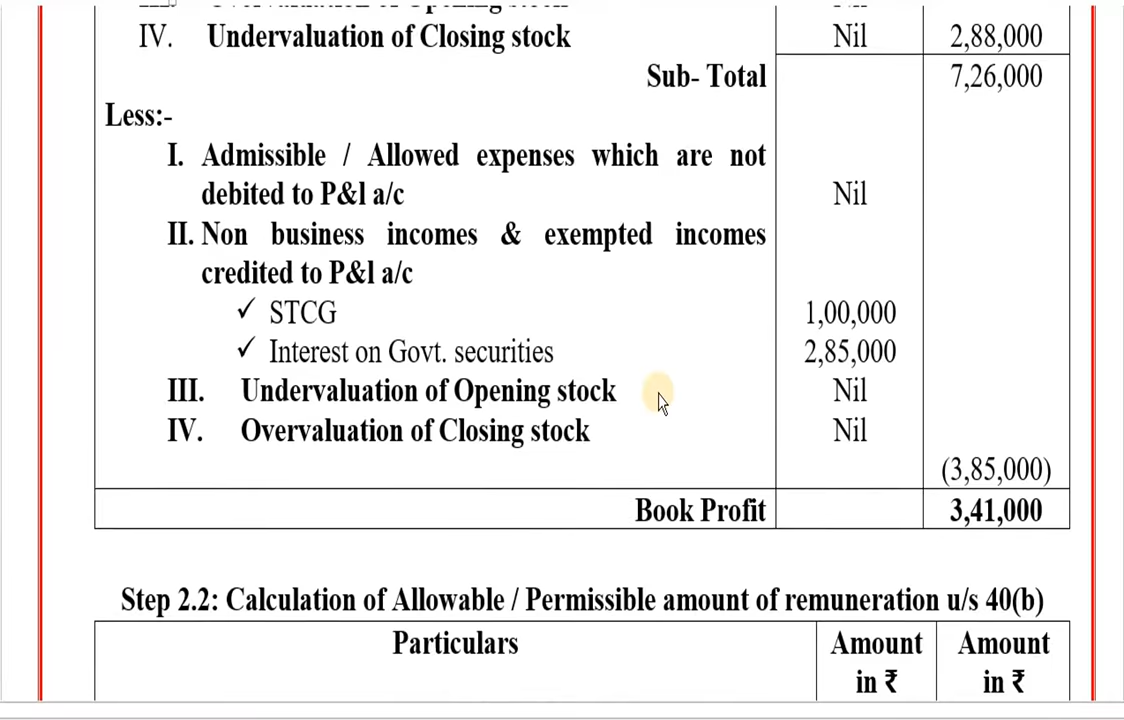 IV. Undervaluation of Closing stock Nil 2,88,000
Sub- Total 7,26,000
Less:-
I. Admissible / Allowed expenses which are not
debited to P&l a/c Nil
II. Non business incomes & exempted incomes
credited to P&l a/c
✓ STCG 1,00,000
✓ Interest on Govt. securities 2,85,000
III. Undervaluation of Opening stock Nil
IV. Overvaluation of Closing stock Nil
(3,85,000)
Book Profit 3,41,000
Step 2.2: Calculation of Allowable / Permissible amount of remuneration u/s 40(b)
Particulars Amount Amount
in ₹ in ₹